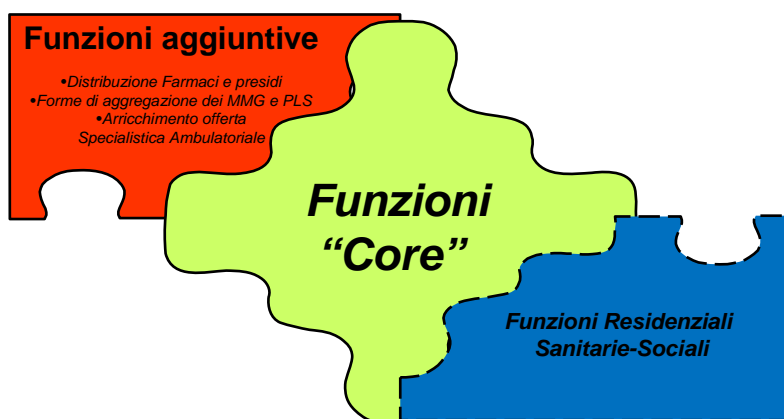 Funzioni aggiuntive
•Distribuzione Farmaci e presidi
•Forme di aggregazione dei MMG e PLS
•Arricchimento offerta
Specialistica Ambulatoriale
Funzioni
“Core”
Funzioni Residenziali
Sanitarie-Sociali